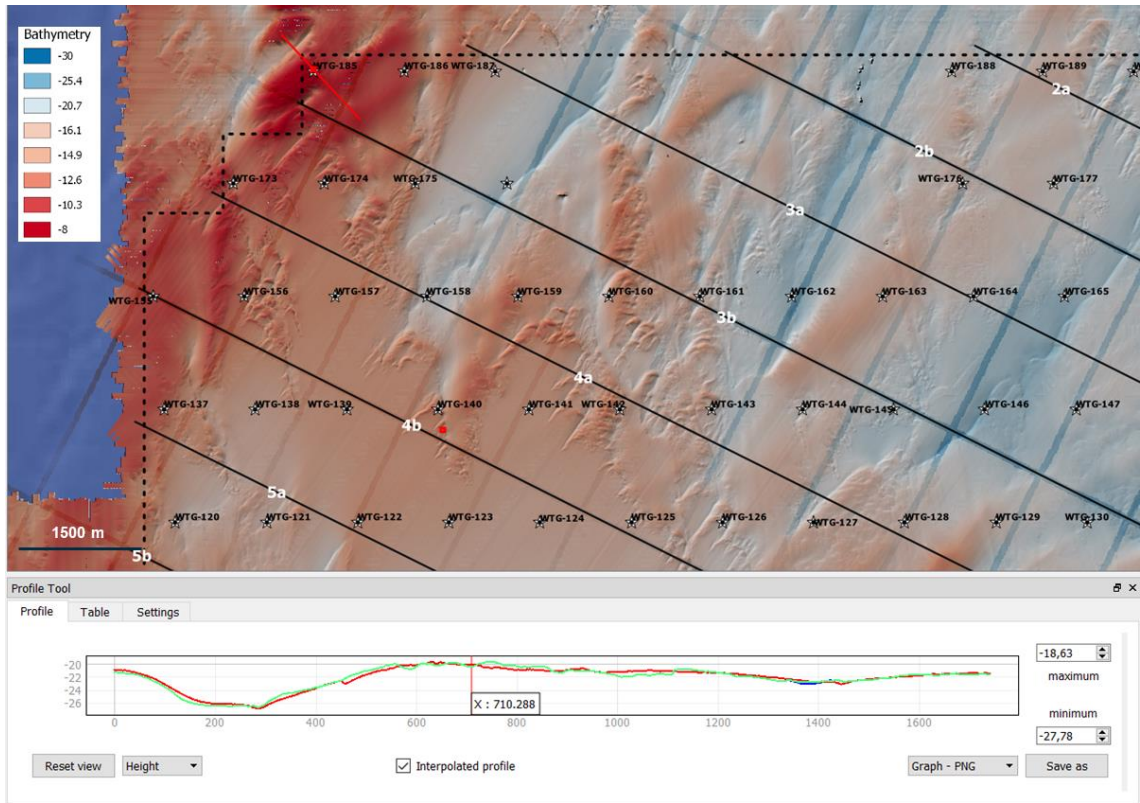 Bathymetry
-30
-25.4
-20.7
-16.1
-14.9
-12.6
-10.3
-8
WTG-185 WTG-186 WTG-187 WTG-188 WTG-189
2a
2b
WTG-173 WTG-174 WTG-175 WTG-176 WTG-177
3a
WTG-155 WTG-156 WTG-157 WTG-158 WTG-159 WTG-160 WTG-161 WTG-162 WTG-163 WTG-164 WTG-165
3b
4a
WTG-137 WTG-138 WTG-139 WTG-140 WTG-141 WTG-142 WTG-143 WTG-144 WTG-145 WTG-146 WTG-147
4b
5a
WTG-120 WTG-121 WTG-122 WTG-123 WTG-124 WTG-125 WTG-126 WTG-127 WTG-128 WTG-129 WTG-130
1500 m
5b
Profile Tool
Profile Table Settings
-20
-22
-24
-26
X : 710.288
0 200 400 600 800 1000 1200 1400 1600
-18,63
maximum
minimum
-27,78
Reset view Height Interpolated profile Graph - PNG Save as